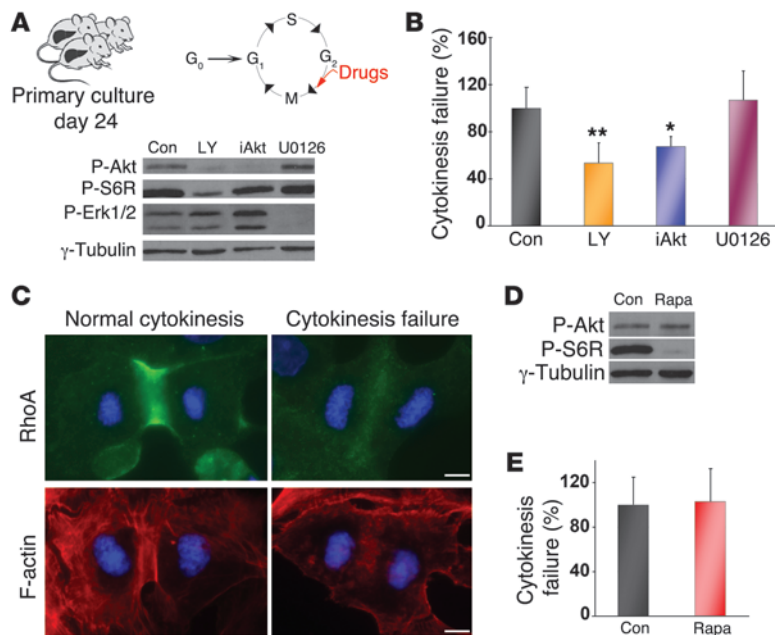 A
G0
G1
S
G2
M
Drugs
Primary culture
day 24
Con LY iAkt U0126
P-Akt
P-S6R
P-Erk1/2
γ-Tubulin
B
Cytokinesis failure (%)
160
120
80
40
0
** *
Con LY iAkt U0126
C
Normal cytokinesis Cytokinesis failure
RhoA
F-actin
D
Con Rapa
P-Akt
P-S6R
γ-Tubulin
E
Cytokinesis
failure (%)
120
80
40
0
Con Rapa